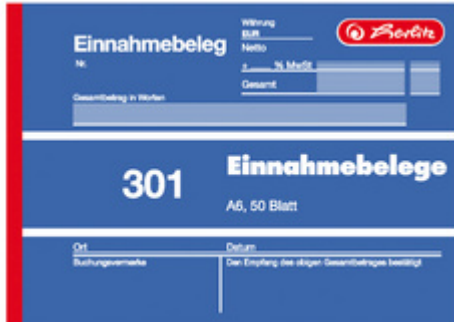 Einnahmebeleg
Nr.
Währung
EUR
Netto
+ % MwSt
Gesamt
herlitz
Gesamtbetrag in Worten
301
Einnahmebelege
A6, 50 Blatt
Ort
Datum
Buchungsvermerke
Den Empfang des obigen Gesamtbetrages bestätigt